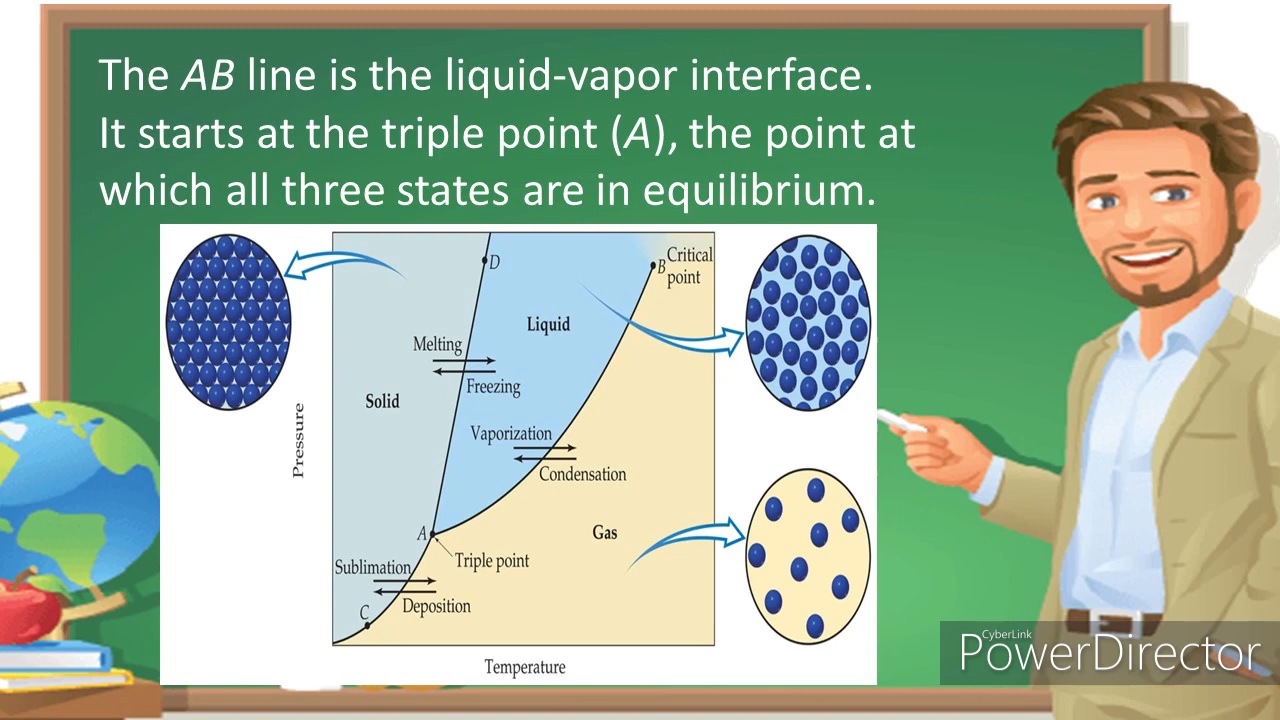 The AB line is the liquid-vapor interface.
It starts at the triple point (A), the point at
which all three states are in equilibrium.
D
B
Critical
point
Liquid
Melting
Freezing
Solid
Pressure
Vaporization
Condensation
A
Gas
Triple point
Sublimation
Deposition
C
Temperature
CyberLink
PowerDirector